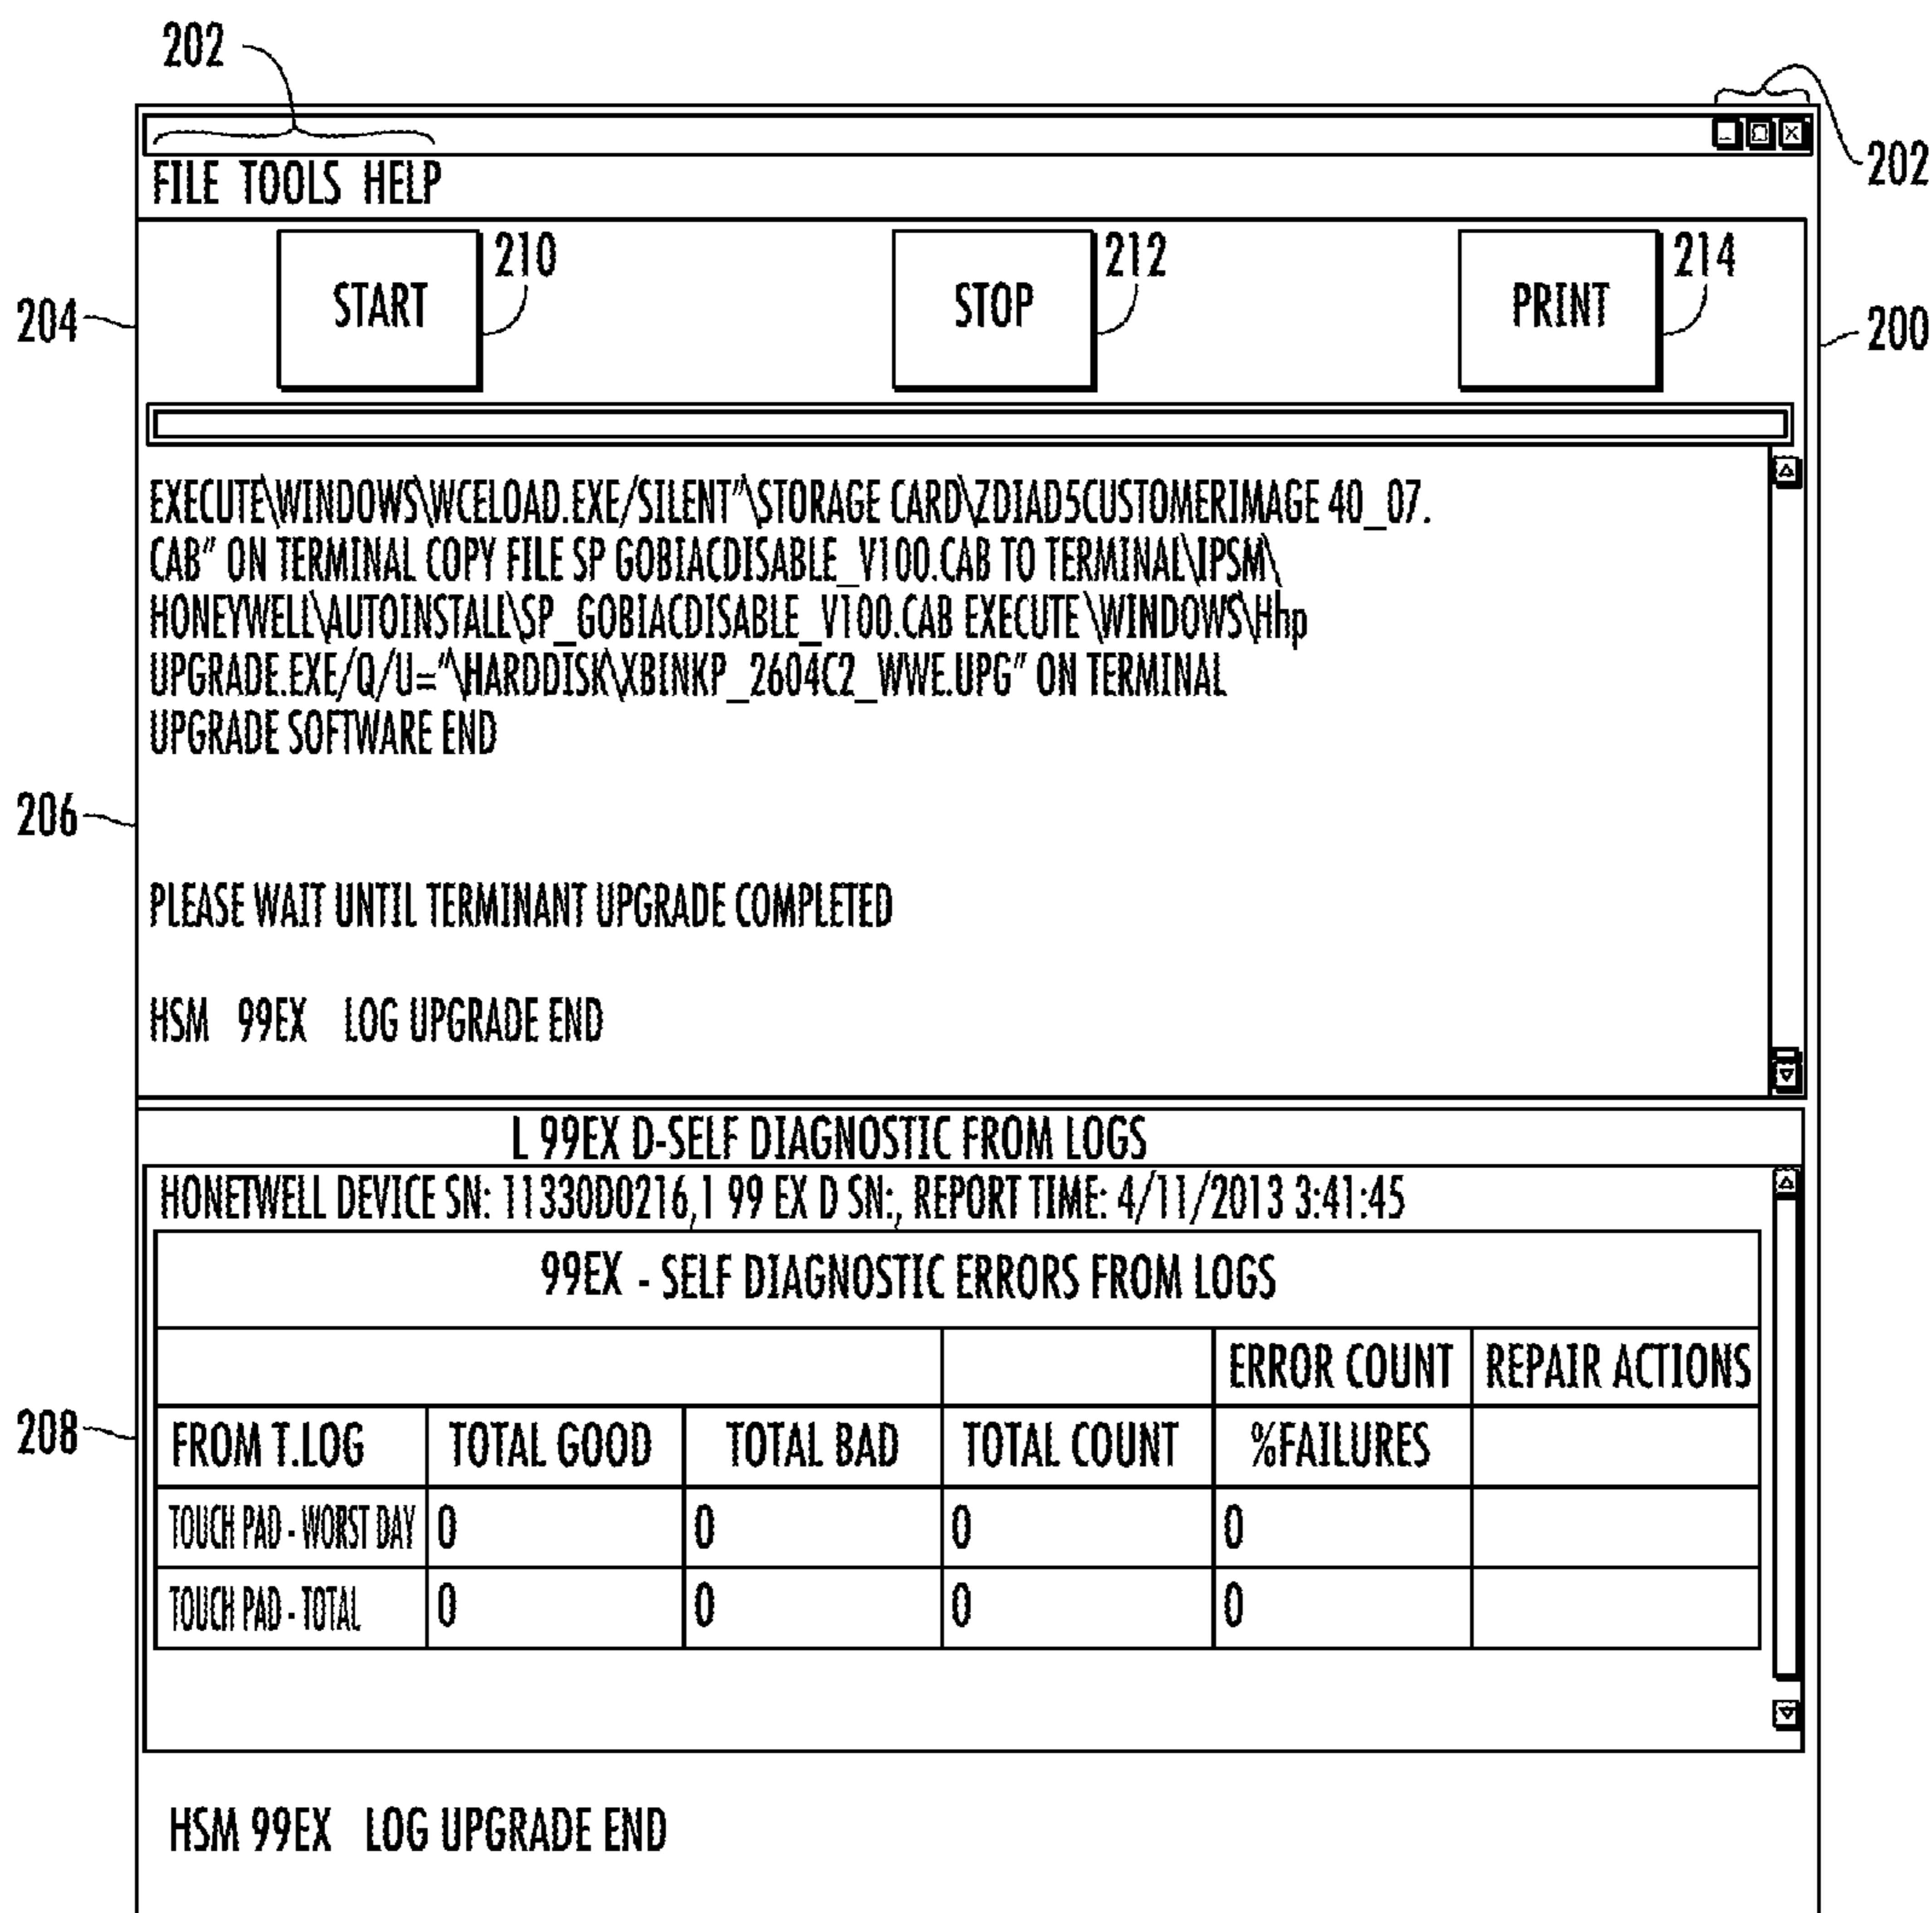 202
202
FILE TOOLS HELP
START
210
STOP
212
PRINT
214
204
200
EXECUTE\WINDOWS\WCELOAD.EXE/SILENT"\STORAGE CARD\ZDIAD5CUSTOMERIMAGE 40_07.
CAB" ON TERMINAL COPY FILE SP GOBIACDISABLE_V100.CAB TO TERMINAL\IPSM\
HONEYWELL\AUTOINSTALL\SP_GOBIACDISABLE_V100.CAB EXECUTE\WINDOWS\Hhp
UPGRADE.EXE/Q/U="\HARDDISK\XBINKP_2604C2_WWE.UPG" ON TERMINAL
UPGRADE SOFTWARE END
206
PLEASE WAIT UNTIL TERMINANT UPGRADE COMPLETED
HSM 99EX LOG UPGRADE END
L 99EX D-SELF DIAGNOSTIC FROM LOGS
HONETWELL DEVICE SN: 11330D0216,1 99 EX D SN:, REPORT TIME: 4/11/2013 3:41:45
99EX - SELF DIAGNOSTIC ERRORS FROM LOGS
ERROR COUNT REPAIR ACTIONS
208
FROM T.LOG TOTAL GOOD TOTAL BAD TOTAL COUNT %FAILURES
TOUCH PAD - WORST DAY 0 0 0 0
TOUCH PAD - TOTAL 0 0 0 0
HSM 99EX LOG UPGRADE END